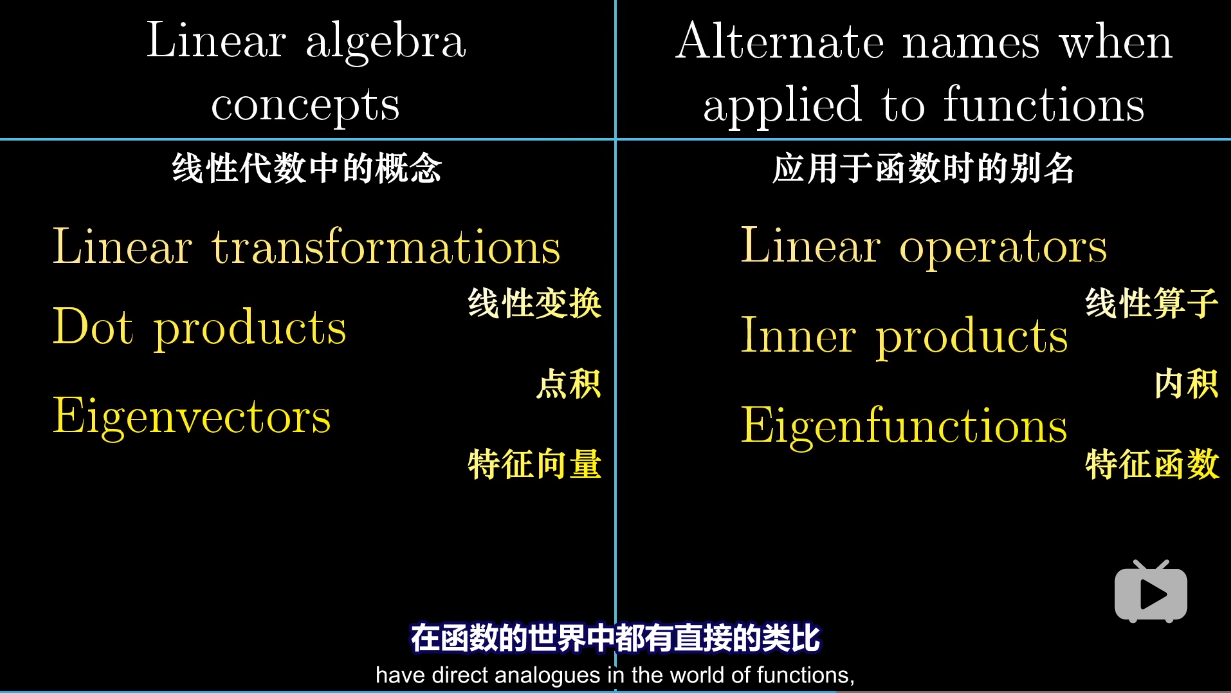 Linear algebra
concepts
Alternate names when
applied to functions
线性代数中的概念
应用于函数时的别名
Linear transformations
线性变换
Linear operators
线性算子
Dot products
点积
Inner products
内积
Eigenvectors
特征向量
Eigenfunctions
特征函数
在函数的世界中都有直接的类比
have direct analogues in the world of functions,